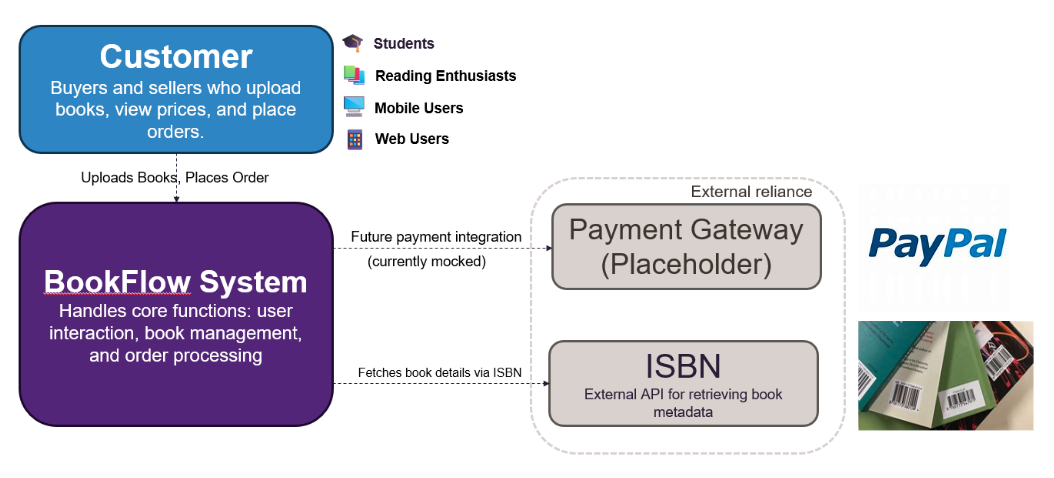 Customer
Buyers and sellers who upload
books, view prices, and place
orders.
Students
Reading Enthusiasts
Mobile Users
Web Users
Uploads Books, Places Order
BookFlow System
Handles core functions: user
interaction, book management,
and order processing
Future payment integration
(currently mocked)
Fetches book details via ISBN
External reliance
Payment Gateway
(Placeholder)
ISBN
External API for retrieving book
metadata
PayPal